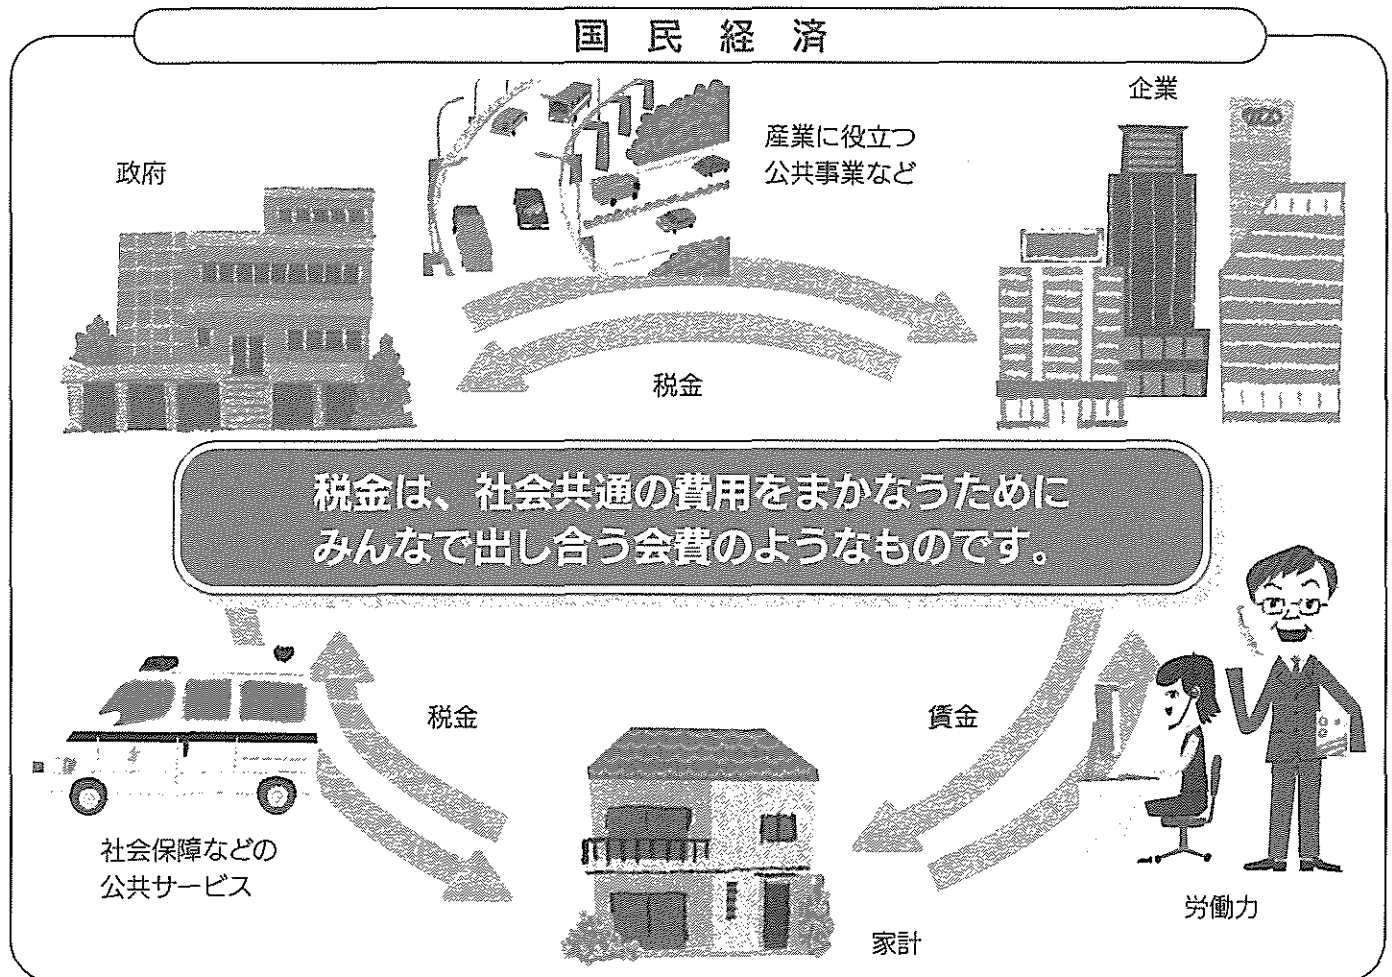 国民経済
企業
産業に役立つ
公共事業など
政府
税金
税金は、社会共通の費用をまかなうために
みんなで出し合う会費のようなものです。
税金
賃金
社会保障などの
公共サービス
労働力
家計